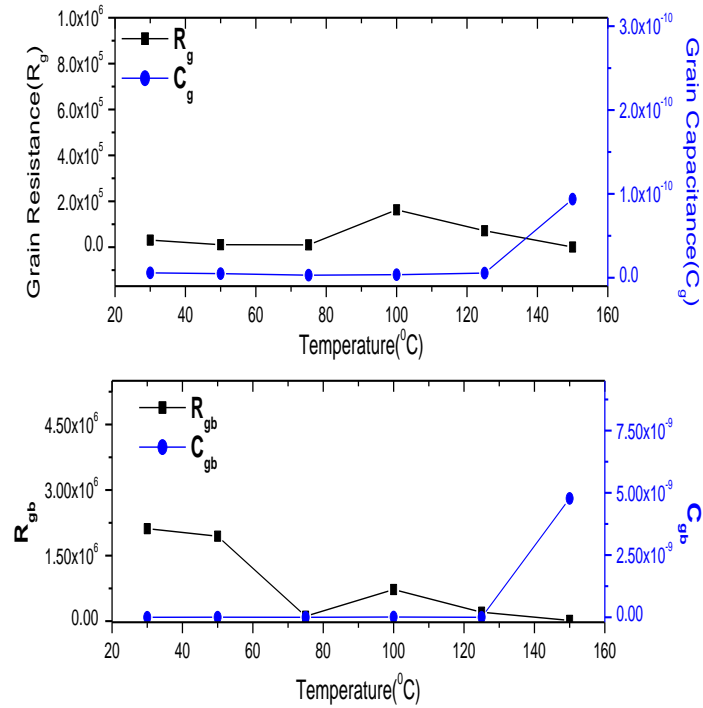 Grain Resistance(R_g)
1.0x10^6
8.0x10^5
6.0x10^5
4.0x10^5
2.0x10^5
0.0
R_g
C_g
3.0x10^-10
2.0x10^-10
1.0x10^-10
0.0
Grain Capacitance(C_g)
20 40 60 80 100 120 140 160
Temperature(^0C)
R_gb
4.50x10^6
3.00x10^6
1.50x10^6
0.00
R_gb
C_gb
7.50x10^-9
5.00x10^-9
2.50x10^-9
0.00
C_gb
20 40 60 80 100 120 140 160
Temperature(^0C)